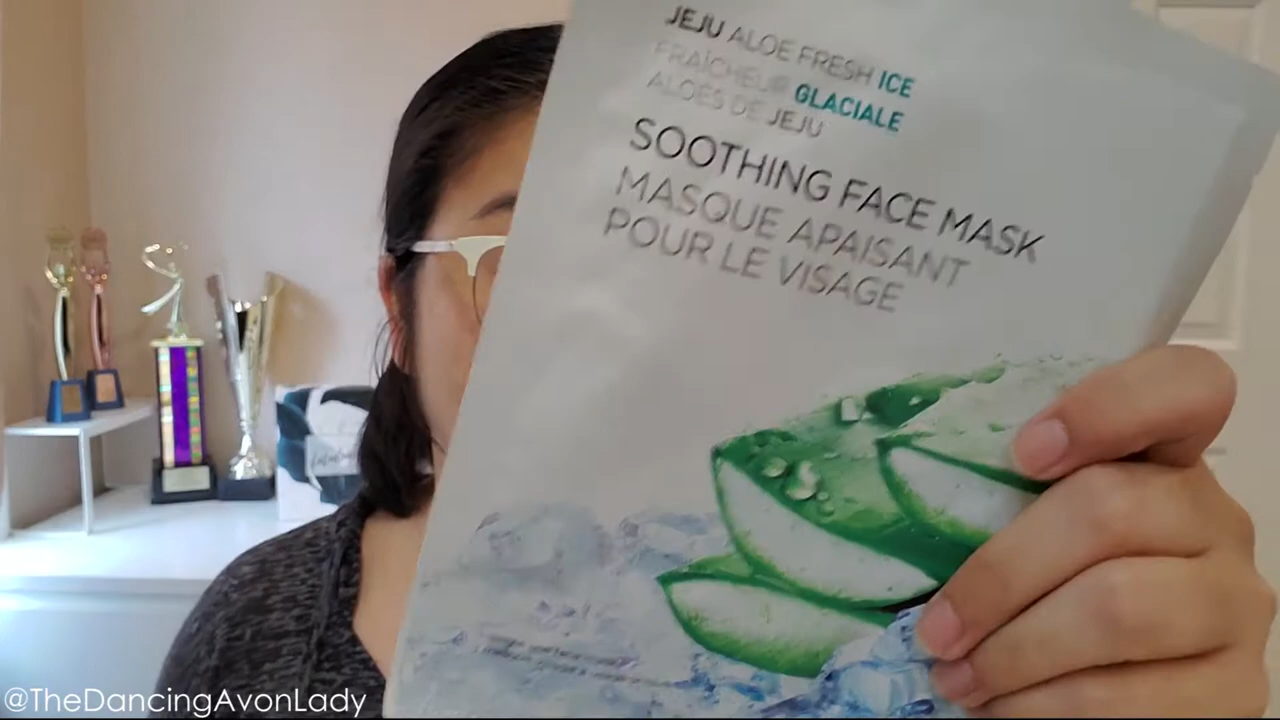 JEJU ALOE FRESH ICE
FRAÎCHEUR GLACIALE
ALOÈS DE JEJU
SOOTHING FACE MASK
MASQUE APAISANT
POUR LE VISAGE
@TheDancingAvonLady